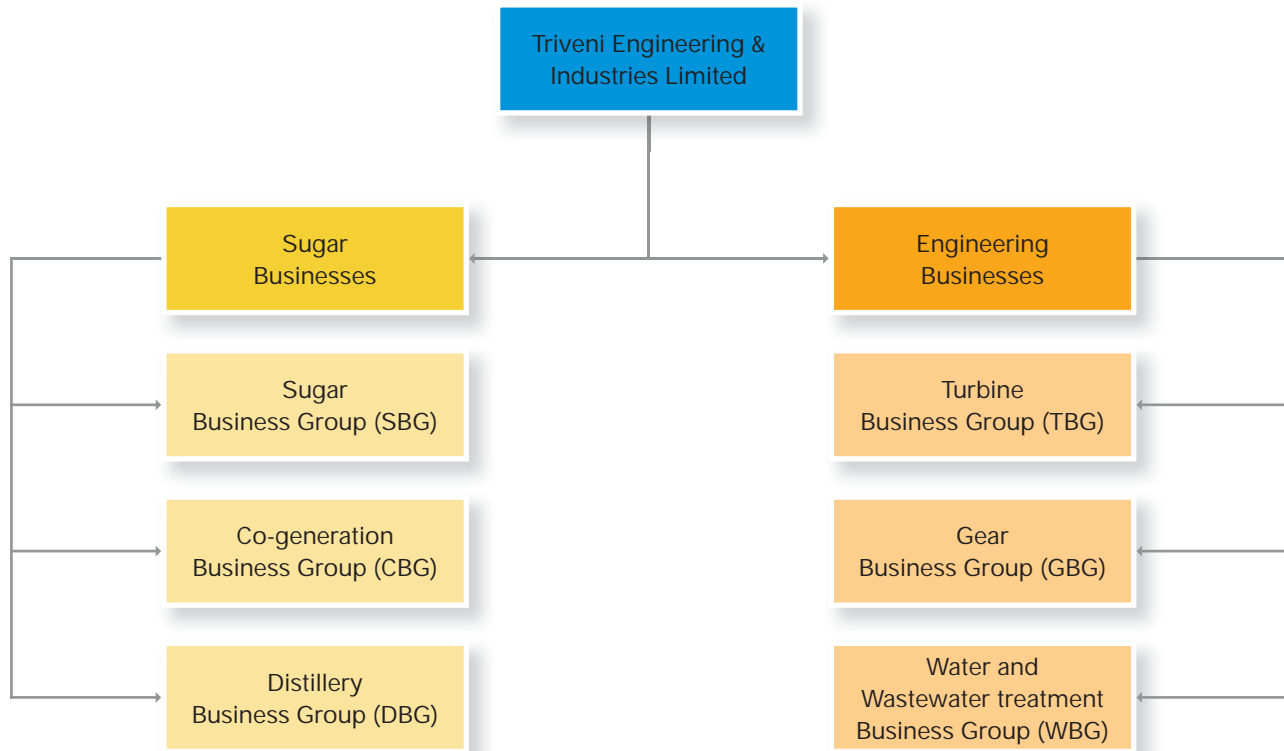 Triveni Engineering &
Industries Limited
Sugar
Businesses
Engineering
Businesses
Sugar
Business Group (SBG)
Turbine
Business Group (TBG)
Co-generation
Business Group (CBG)
Gear
Business Group (GBG)
Distillery
Business Group (DBG)
Water and
Wastewater treatment
Business Group (WBG)